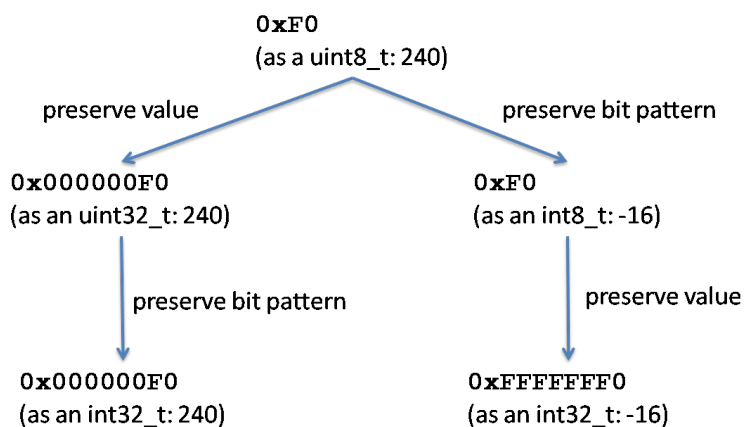 0xF0
(as a uint8_t: 240)
preserve value
preserve bit pattern
0x000000F0
(as an uint32_t: 240)
0xF0
(as an int8_t: -16)
preserve bit pattern
preserve value
0x000000F0
(as an int32_t: 240)
0xFFFFFFF0
(as an int32_t: -16)